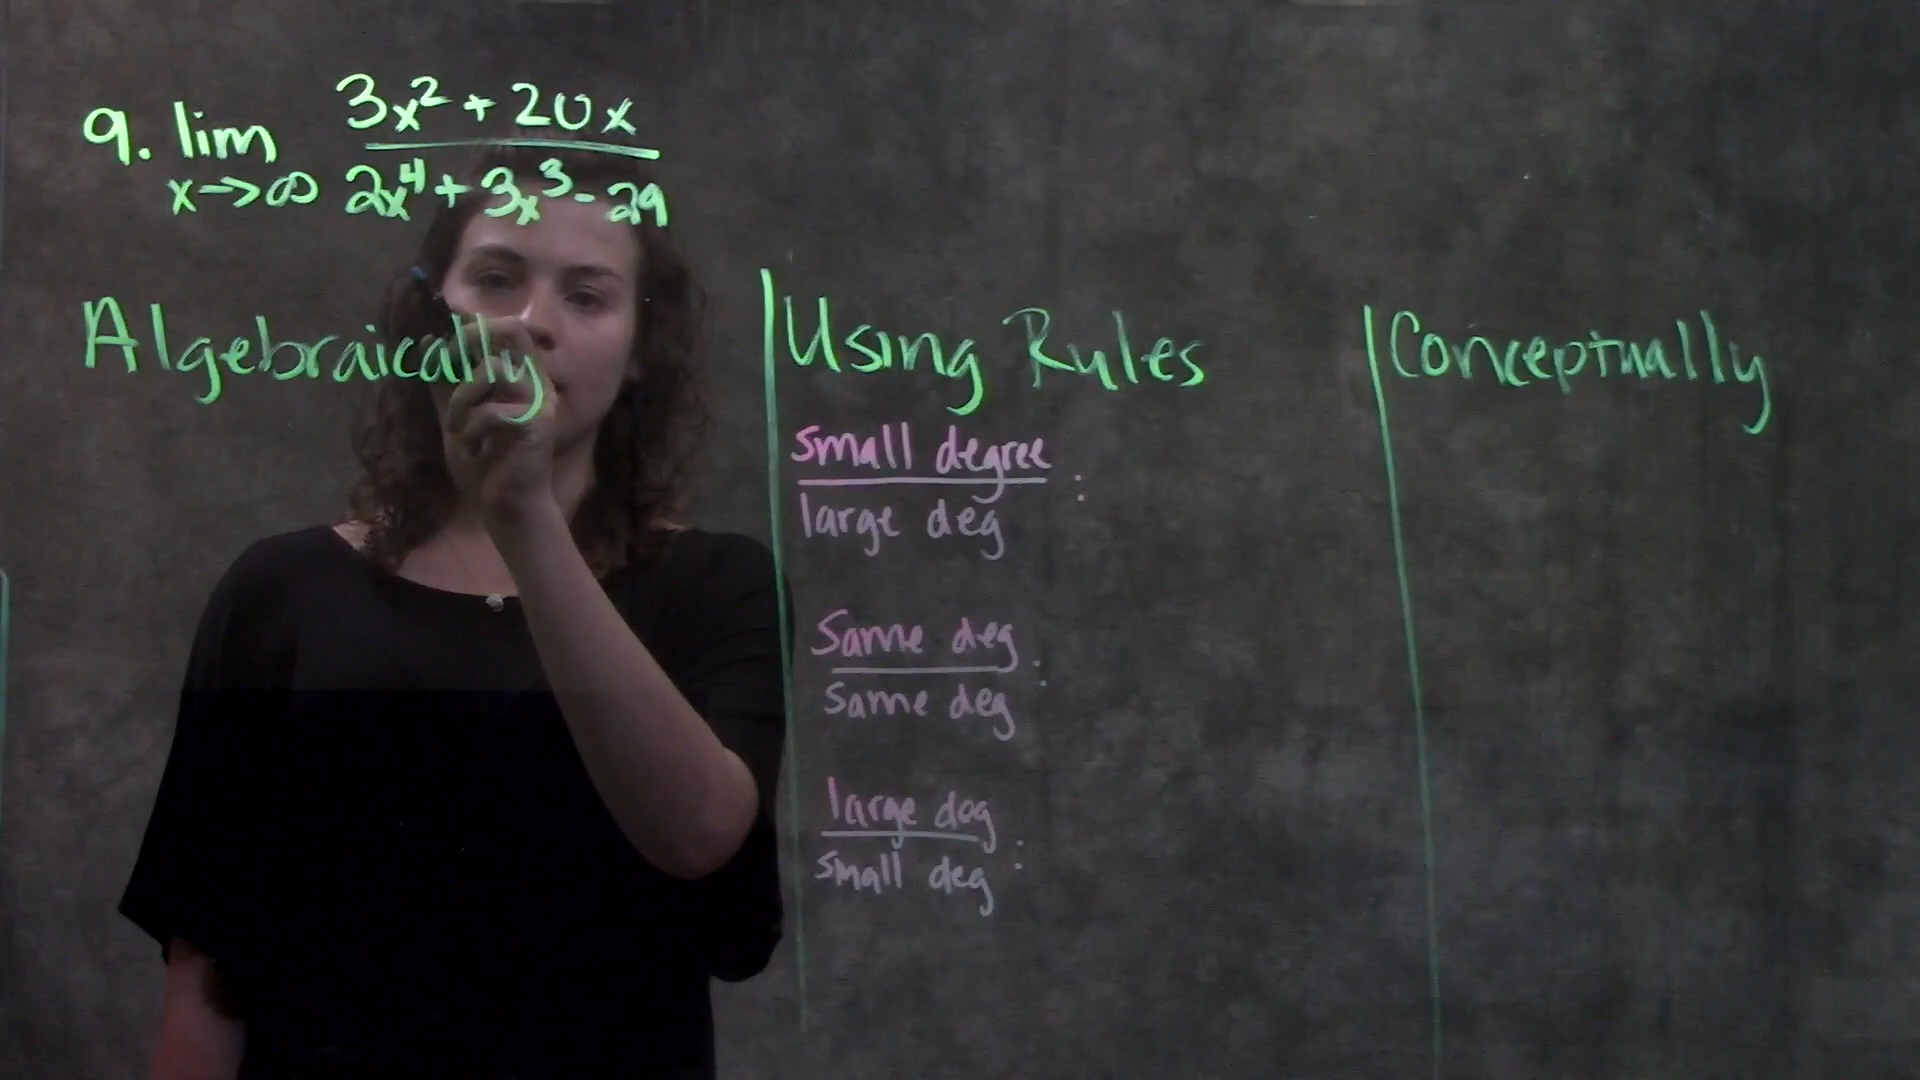 9. lim 3x² + 20x
x→∞ 2x⁴ + 3x³ - 29
Algebraically
Using Rules
small degree
large deg :
Same deg
same deg :
large dog
small deg :
Conceptually